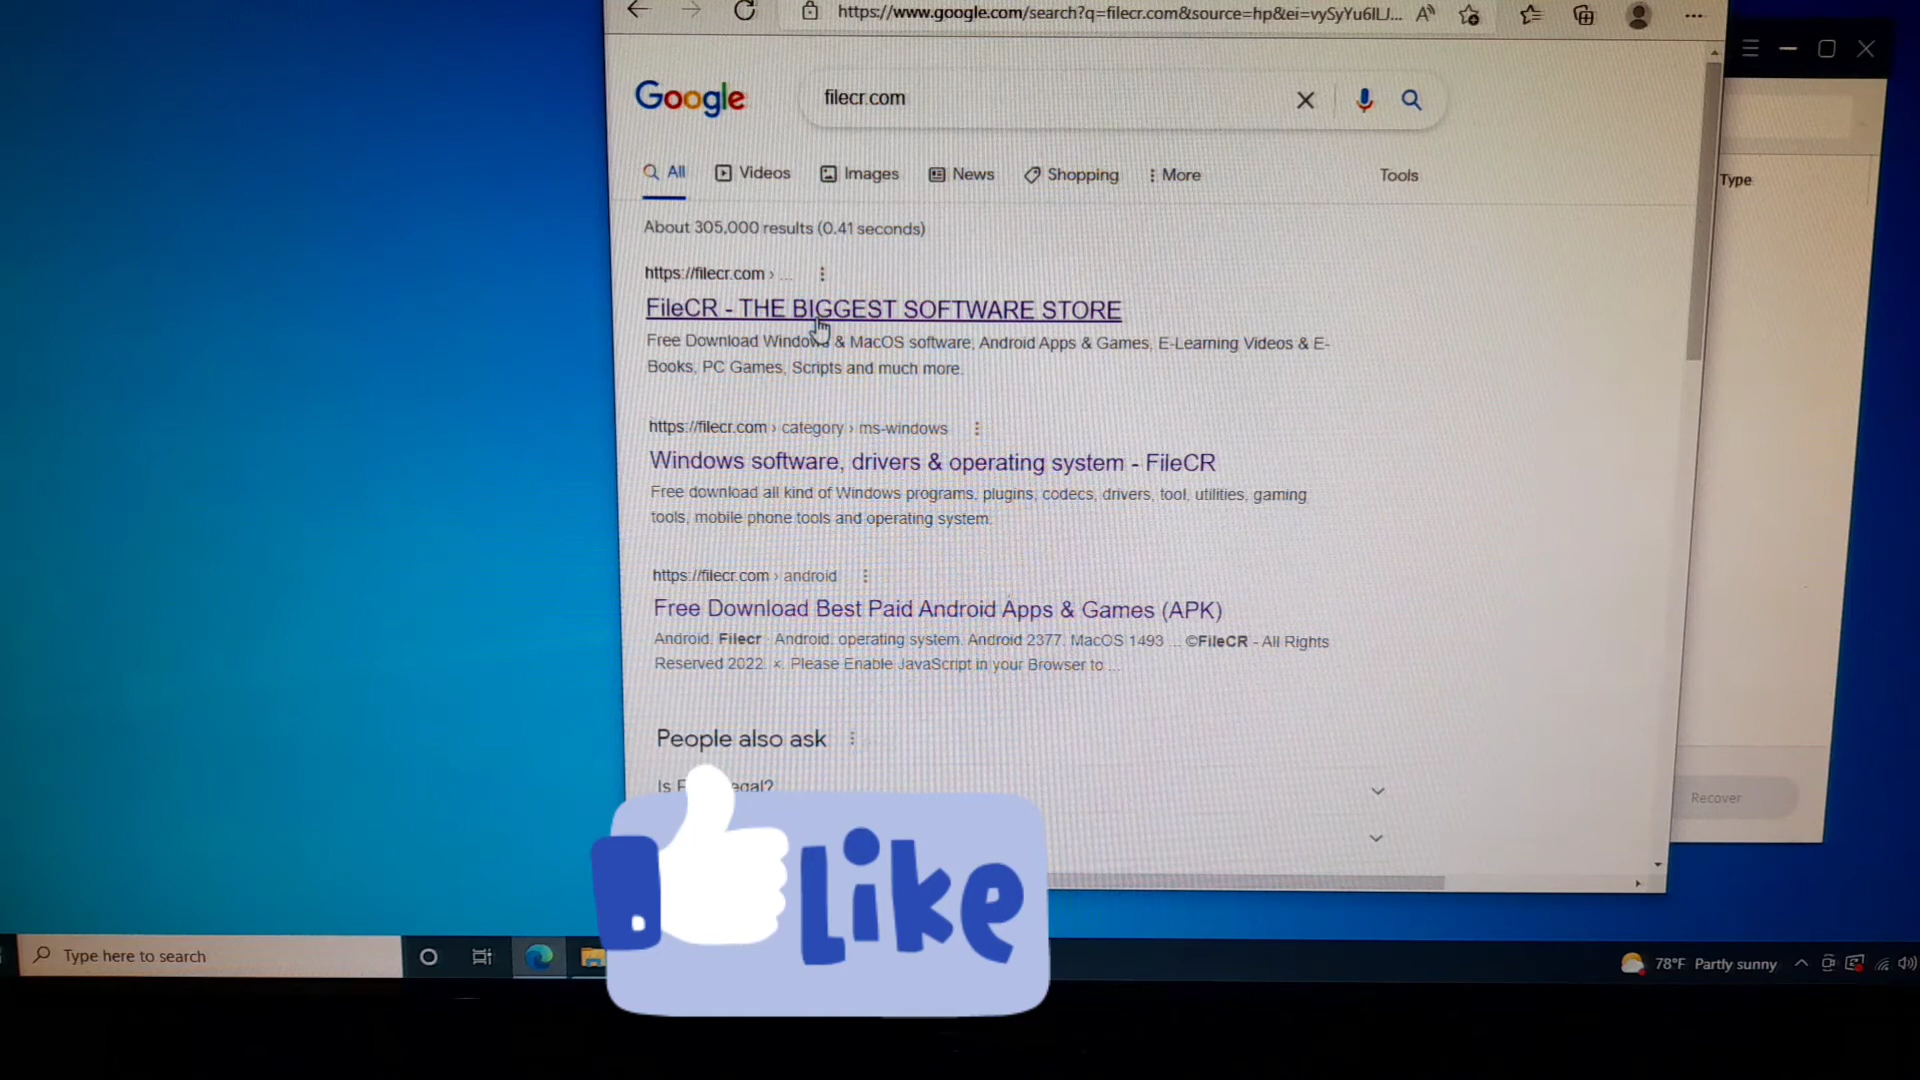 https://www.google.com/search?q=filecr.com&source=hp&ei=vySyYu6ILJ...
Google
filecr.com
All
Videos
Images
News
Shopping
More
Tools
About 305,000 results (0.41 seconds)
https://filecr.com › ...
FileCR - THE BIGGEST SOFTWARE STORE
Free Download Windows & MacOS software, Android Apps & Games, E-Learning Videos & E-
Books, PC Games, Scripts and much more.
https://filecr.com › category › ms-windows
Windows software, drivers & operating system - FileCR
Free download all kind of Windows programs, plugins, codecs, drivers, tool, utilities, gaming
tools, mobile phone tools and operating system.
https://filecr.com › android
Free Download Best Paid Android Apps & Games (APK)
Android. Filecr · Android. operating system. Android 2377. MacOS 1493 ... ©FileCR - All Rights
Reserved 2022. ×. Please Enable JavaScript in your Browser to ...
People also ask
Is
Type
Recover
Like
Type here to search
78°F Partly sunny